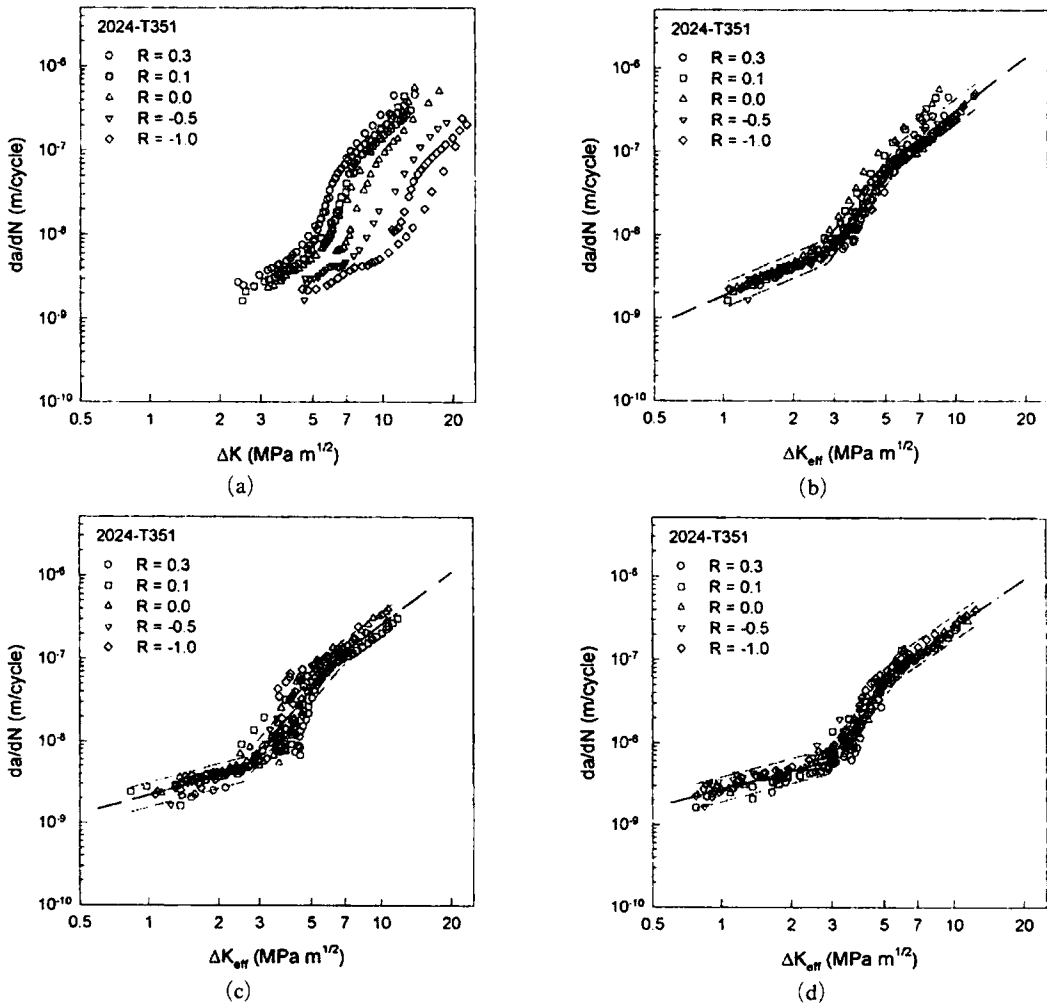 2024-T351
R = 0.3
R = 0.1
R = 0.0
R = -0.5
R = -1.0
10⁻⁶
10⁻⁷
10⁻⁸
10⁻⁹
10⁻¹⁰
da/dN (m/cycle)
0.5 1 3 5 7 10 20
ΔK (MPa m^{1/2})
(a)
2024-T351
R = 0.3
R = 0.1
R = 0.0
R = -0.5
R = -1.0
10⁻⁶
10⁻⁷
10⁻⁸
10⁻⁹
10⁻¹⁰
da/dN (m/cycle)
0.5 1 2 3 5 7 10 20
ΔK_{eff} (MPa m^{1/2})
(b)
2024-T351
R = 0.3
R = 0.1
R = 0.0
R = -0.5
R = -1.0
10⁻⁶
10⁻⁷
10⁻⁸
10⁻⁹
10⁻¹⁰
da/dN (m/cycle)
0.5 1 3 5 7 10 20
ΔK_{eff} (MPa m^{1/2})
(c)
2024-T351
R = 0.3
R = 0.1
R = 0.0
R = -0.5
R = -1.0
10⁻⁶
10⁻⁷
10⁻⁸
10⁻⁹
10⁻¹⁰
da/dN (m/cycle)
0.5 1 2 3 5 7 10 20
ΔK_{eff} (MPa m^{1/2})
(d)